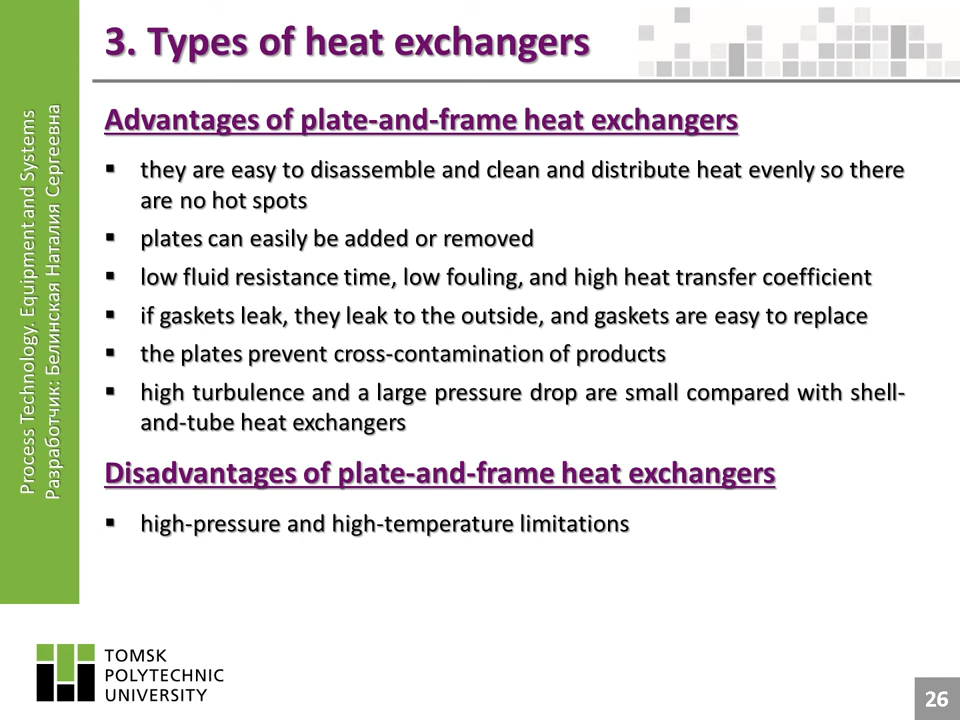 3. Types of heat exchangers
Process Technology. Equipment and Systems
Разработчик: Белинская Наталия Сергеевна
Advantages of plate-and-frame heat exchangers
▪ they are easy to disassemble and clean and distribute heat evenly so there
are no hot spots
▪ plates can easily be added or removed
▪ low fluid resistance time, low fouling, and high heat transfer coefficient
▪ if gaskets leak, they leak to the outside, and gaskets are easy to replace
▪ the plates prevent cross-contamination of products
▪ high turbulence and a large pressure drop are small compared with shell-
and-tube heat exchangers
Disadvantages of plate-and-frame heat exchangers
▪ high-pressure and high-temperature limitations
TOMSK
POLYTECHNIC
UNIVERSITY
26